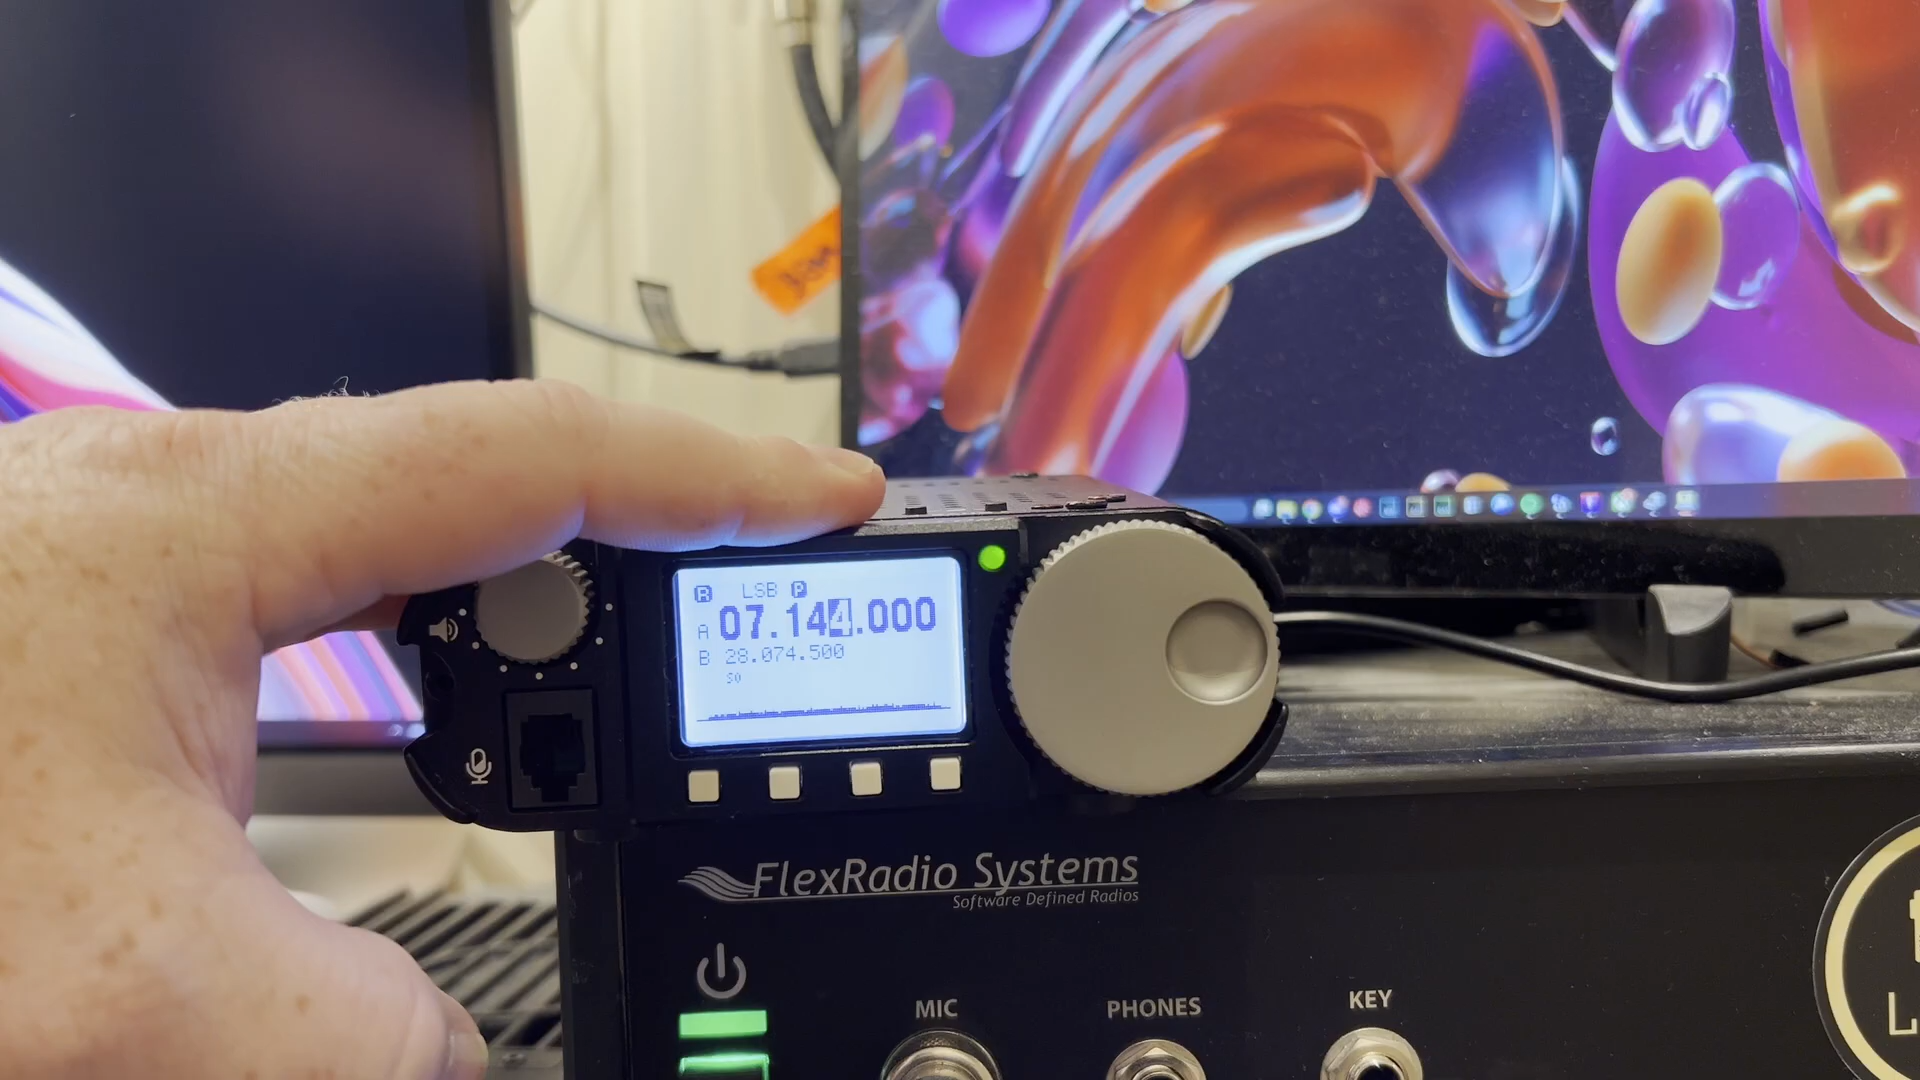 R LSB P
A 07.144.000
B 28.074.500
S0
FlexRadio Systems
Software Defined Radios
MIC
PHONES
KEY
L